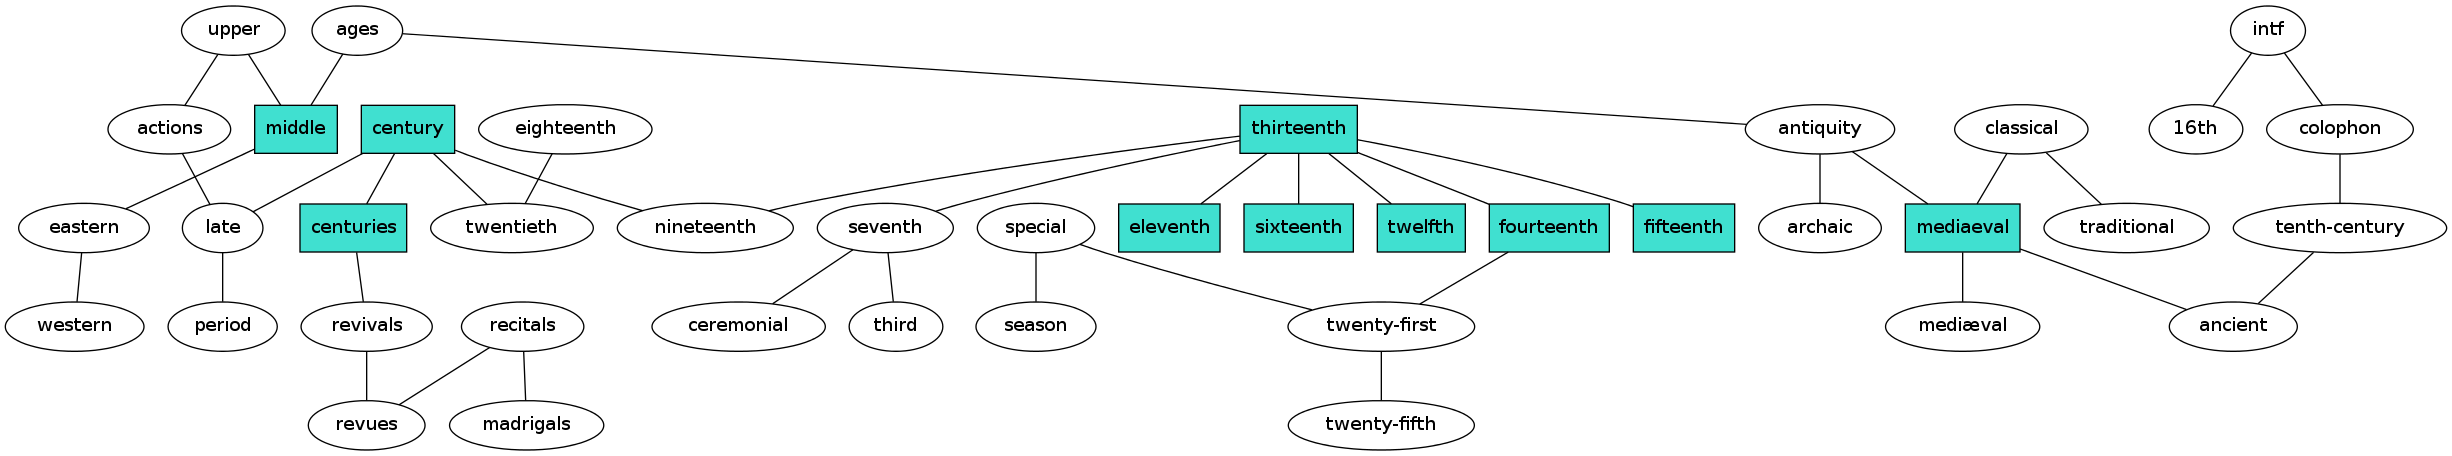 upper
ages
intf
actions
middle
century
eighteenth
thirteenth
antiquity
classical
16th
colophon
eastern
late
centuries
twentieth
nineteenth
seventh
special
eleventh
sixteenth
twelfth
fourteenth
fifteenth
archaic
mediaeval
traditional
tenth-century
western
period
revivals
recitals
ceremonial
third
season
twenty-first
mediæval
ancient
revues
madrigals
twenty-fifth